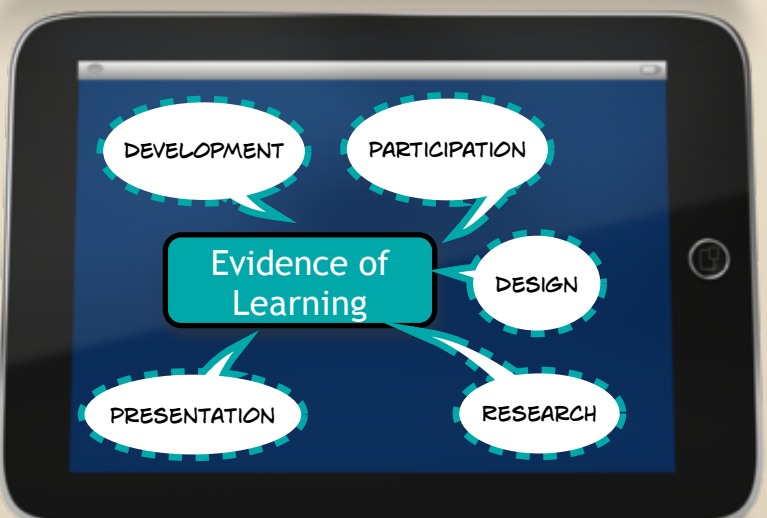 DEVELOPMENT
PARTICIPATION
Evidence of
Learning
DESIGN
PRESENTATION
RESEARCH